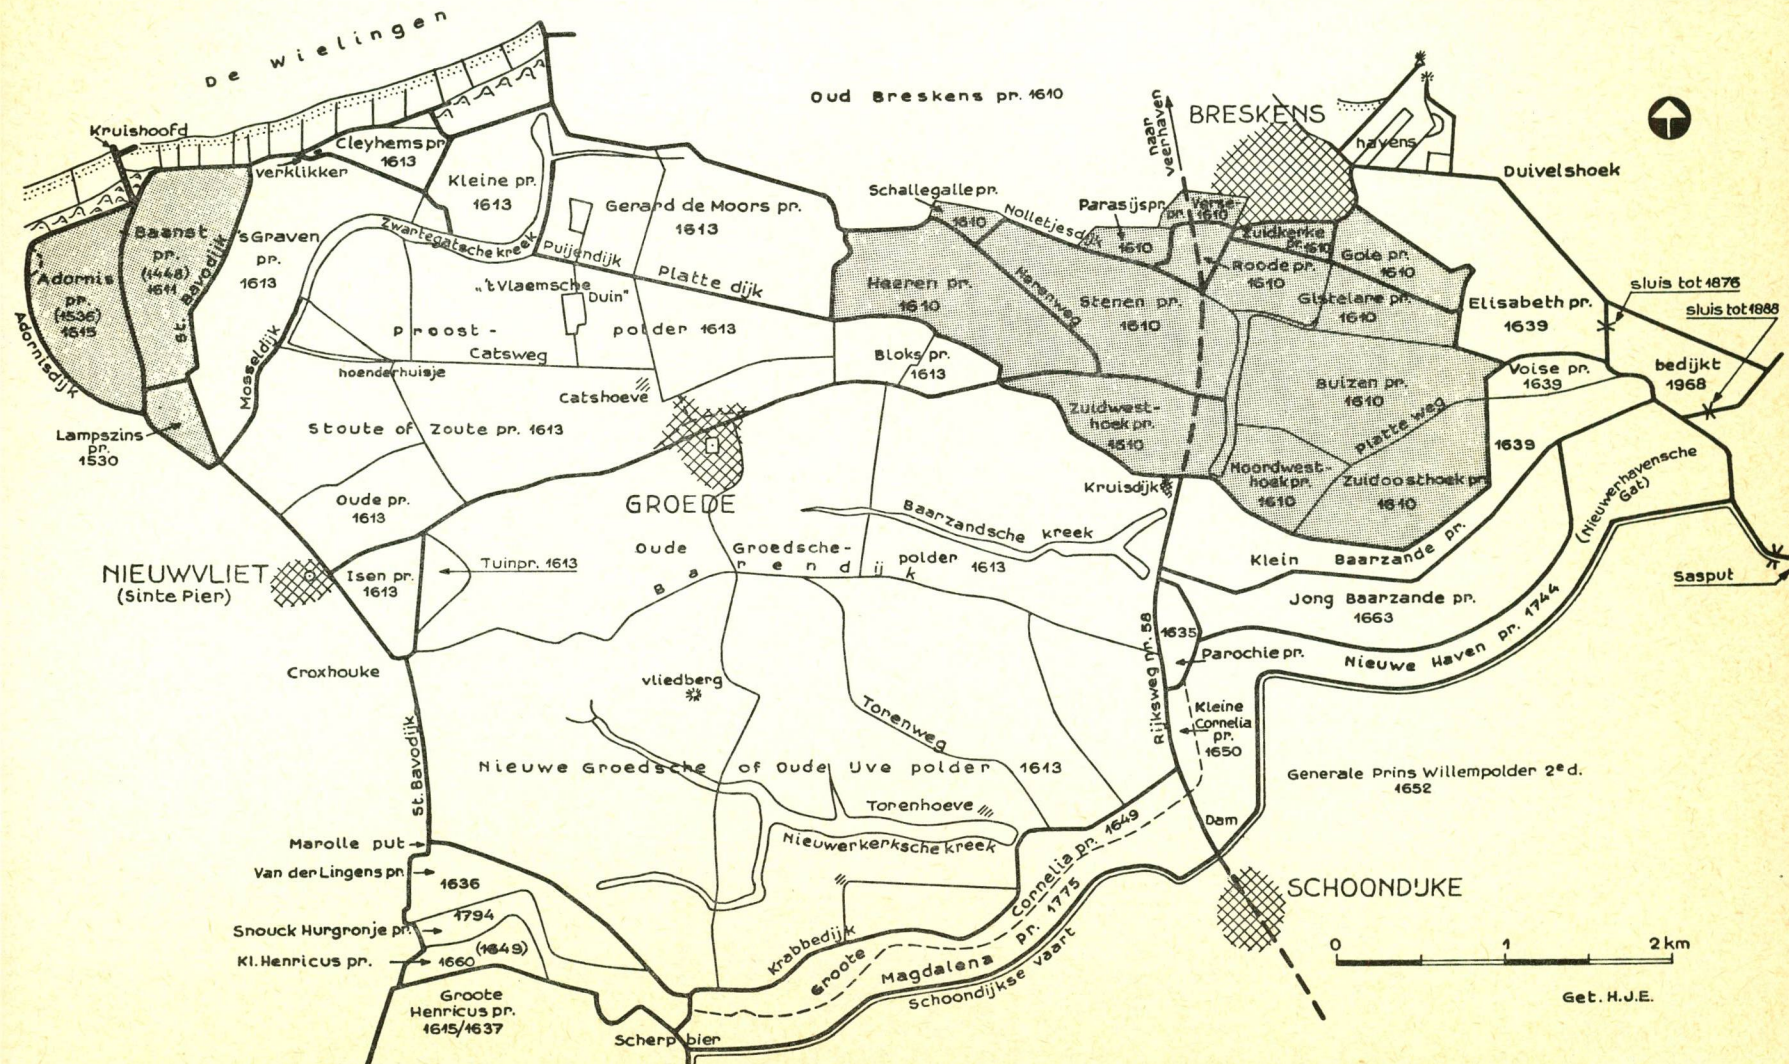 De Wielingen
Oud Breskens pr. 1610
naar
veerhaven
BRESKENS
havens
Duivelshoek
Kruishoofd
Cleyhems pr.
1613
verklikker
Kleine pr.
1613
Gerard de Moors pr.
1613
Schallegalle pr.
1610
Nolletjesdijk
Parasijs pr.
1610
pr.
Verse
1610
Zuidkerke
pr. 1610
Gole pr.
1610
Baanst
pr.
(1448)
1611
St. Bavodijk
'sGraven
pr.
1613
Zwartegatsche kreek
Puijendijk
Platte dijk
Adornis
pr.
(1536)
1615
Adornisdijk
"'t Vlaemsche
Duin"
Heeren pr.
1610
Herenweg
Stenen pr.
1610
Roode pr.
1610
Gistelare pr.
1610
Elisabeth pr.
1639
sluis tot 1876
sluis tot 1888
Mosseldijk
Proost-
polder 1613
Catsweg
hoenderhuisje
Catshoeve
Bloks pr.
1613
Buizen pr.
1610
Platte weg
Voise pr.
1639
bedijkt
1968
Lampszins
pr.
1530
Stoute of Zoute pr. 1613
Zuidwest-
hoek pr.
1610
1639
Oude pr.
1613
GROEDE
Kruisdijk
Noordwest-
hoek pr.
1610
Zuidoosthoek pr.
1610
(Nieuwerhavensche
Gat)
Baarzandsche kreek
NIEUWVLIET
(Sinte Pier)
Isen pr.
1613
Tuinpr. 1613
Oude Groedsche-
polder
1613
Barendijk
Klein Baarzande pr.
Sasput
Jong Baarzande pr.
1663
Rijksweg nr. 58
1635
Parochie pr.
Nieuwe Haven pr. 1744
Croxhouke
vliedberg
Torenweg
Kleine
Cornelia
pr.
1650
St. Bavodijk
Nieuwe Groedsche of Oude IJve polder 1613
Generale Prins Willempolder 2e d.
1652
Torenhoeve
Dam
Marolle put
Nieuwerkerksche kreek
Cornelia pr. 1649
Van der Lingens pr.
1636
SCHOONDIJKE
1794
Snouck Hurgronje pr.
(1649)
Kl. Henricus pr.
1660
Krabbedijk
Groote
pr. 1775
Magdalena
Schoondijkse vaart
0 1 2 km
Groote
Henricus pr.
1615/1637
Get. H.J.E.
Scherpbier